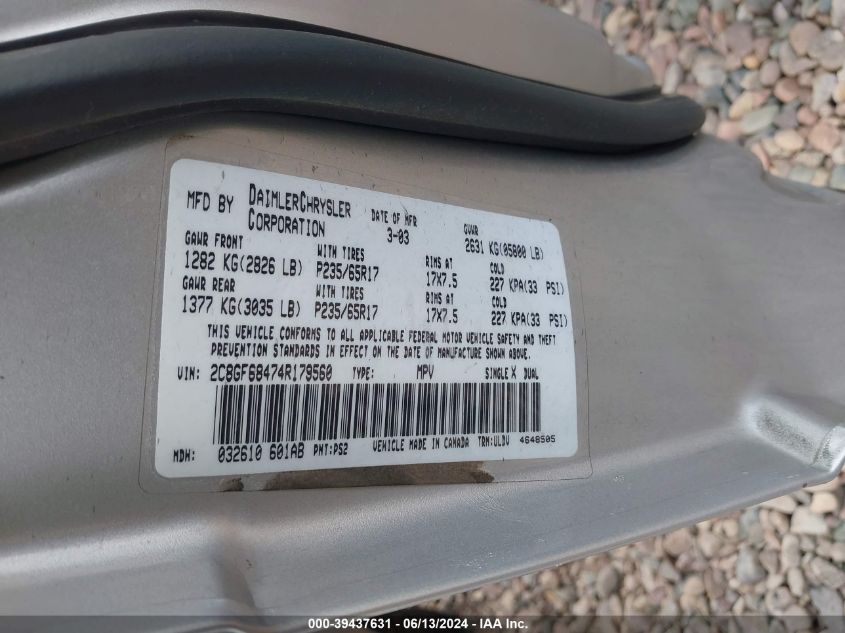 MFD BY DAIMLERCHRYSLER CORPORATION DATE OF MFR 3-03 GVWR 2631 KG(05800 LB)
GAWR FRONT WITH TIRES RIMS AT COLD
1282 KG(2826 LB) P235/65R17 17X7.5 227 KPA(33 PSI)
GAWR REAR WITH TIRES RIMS AT COLD
1377 KG(3035 LB) P235/65R17 17X7.5 227 KPA(33 PSI)
THIS VEHICLE CONFORMS TO ALL APPLICABLE FEDERAL MOTOR VEHICLE SAFETY AND THEFT
PREVENTION STANDARDS IN EFFECT ON THE DATE OF MANUFACTURE SHOWN ABOVE.
VIN: 2C8GF68474R179560 TYPE: MPV SINGLE X DUAL
MDH: 032610 601AB PNT:PS2 VEHICLE MADE IN CANADA TRM:ULDV 4648505
000-39437631 - 06/13/2024 - IAA Inc.